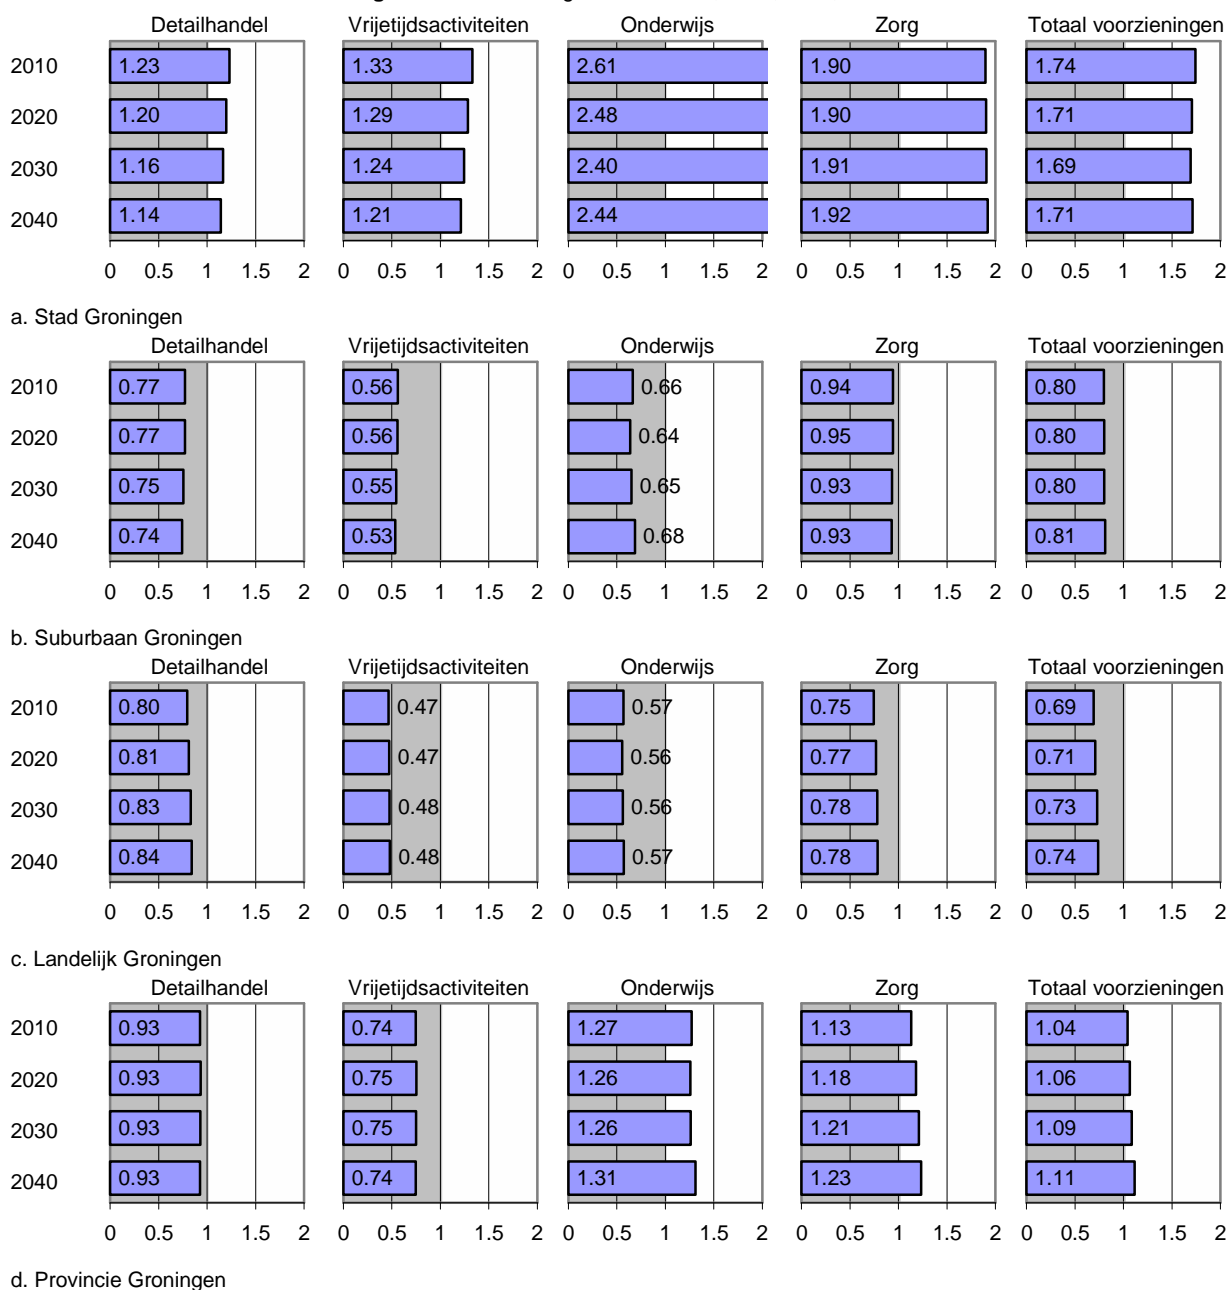 Detailhandel Vrijetijdsactiviteiten Onderwijs Zorg Totaal voorzieningen
2010 1.23 1.33 2.61 1.90 1.74
2020 1.20 1.29 2.48 1.90 1.71
2030 1.16 1.24 2.40 1.91 1.69
2040 1.14 1.21 2.44 1.92 1.71
0 0.5 1 1.5 2 0 0.5 1 1.5 2 0 0.5 1 1.5 2 0 0.5 1 1.5 2 0 0.5 1 1.5 2
a. Stad Groningen
Detailhandel Vrijetijdsactiviteiten Onderwijs Zorg Totaal voorzieningen
2010 0.77 0.56 0.66 0.94 0.80
2020 0.77 0.56 0.64 0.95 0.80
2030 0.75 0.55 0.65 0.93 0.80
2040 0.74 0.53 0.68 0.93 0.81
0 0.5 1 1.5 2 0 0.5 1 1.5 2 0 0.5 1 1.5 2 0 0.5 1 1.5 2 0 0.5 1 1.5 2
b. Suburbaan Groningen
Detailhandel Vrijetijdsactiviteiten Onderwijs Zorg Totaal voorzieningen
2010 0.80 0.47 0.57 0.75 0.69
2020 0.81 0.47 0.56 0.77 0.71
2030 0.83 0.48 0.56 0.78 0.73
2040 0.84 0.48 0.57 0.78 0.74
0 0.5 1 1.5 2 0 0.5 1 1.5 2 0 0.5 1 1.5 2 0 0.5 1 1.5 2 0 0.5 1 1.5 2
c. Landelijk Groningen
Detailhandel Vrijetijdsactiviteiten Onderwijs Zorg Totaal voorzieningen
2010 0.93 0.74 1.27 1.13 1.04
2020 0.93 0.75 1.26 1.18 1.06
2030 0.93 0.75 1.26 1.21 1.09
2040 0.93 0.74 1.31 1.23 1.11
0 0.5 1 1.5 2 0 0.5 1 1.5 2 0 0.5 1 1.5 2 0 0.5 1 1.5 2 0 0.5 1 1.5 2
d. Provincie Groningen